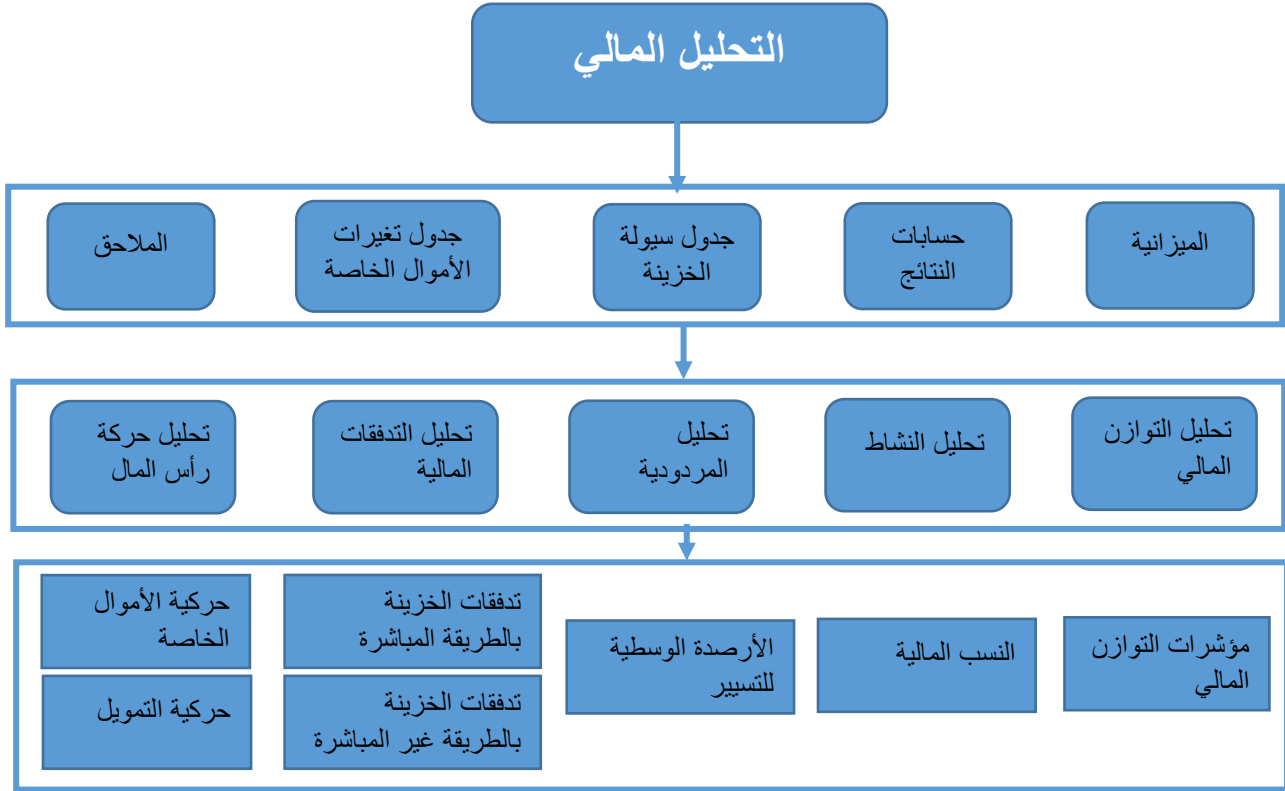 التحليل المالي
الميزانية
حسابات
النتائج
جدول سيولة
الخزينة
جدول تغيرات
الأموال الخاصة
الملاحق
تحليل التوازن
المالي
تحليل النشاط
تحليل
المردودية
تحليل التدفقات
المالية
تحليل حركة
رأس المال
مؤشرات التوازن
المالي
النسب المالية
الأرصدة الوسطية
للتسيير
تدفقات الخزينة
بالطريقة المباشرة
تدفقات الخزينة
بالطريقة غير المباشرة
حركية الأموال
الخاصة
حركية التمويل